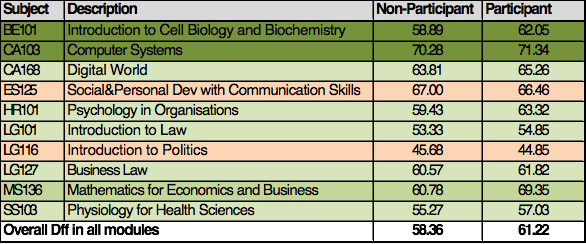 Subject Description Non-Participant Participant
BE101 Introduction to Cell Biology and Biochemistry 58.89 62.05
CA103 Computer Systems 70.28 71.34
CA168 Digital World 63.81 65.26
ES125 Social&Personal Dev with Communication Skills 67.00 66.46
HR101 Psychology in Organisations 59.43 63.32
LG101 Introduction to Law 53.33 54.85
LG116 Introduction to Politics 45.68 44.85
LG127 Business Law 60.57 61.82
MS136 Mathematics for Economics and Business 60.78 69.35
SS103 Physiology for Health Sciences 55.27 57.03
Overall Dff in all modules 58.36 61.22